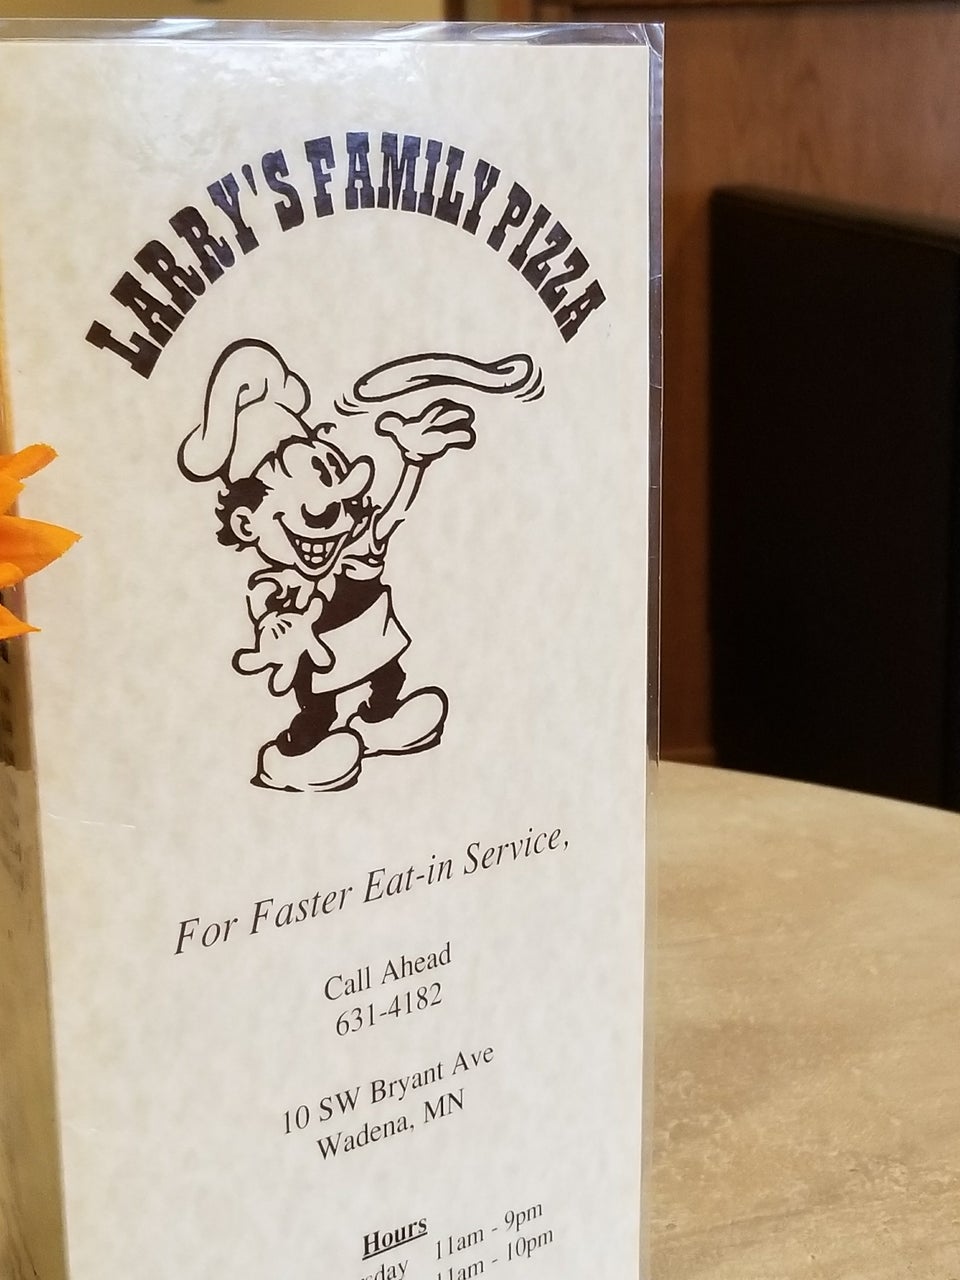 LARRY'S FAMILY PIZZA
For Faster Eat-in Service,
Call Ahead
631-4182
10 SW Bryant Ave
Wadena, MN
Hours
11am - 9pm
sday 11am - 10pm